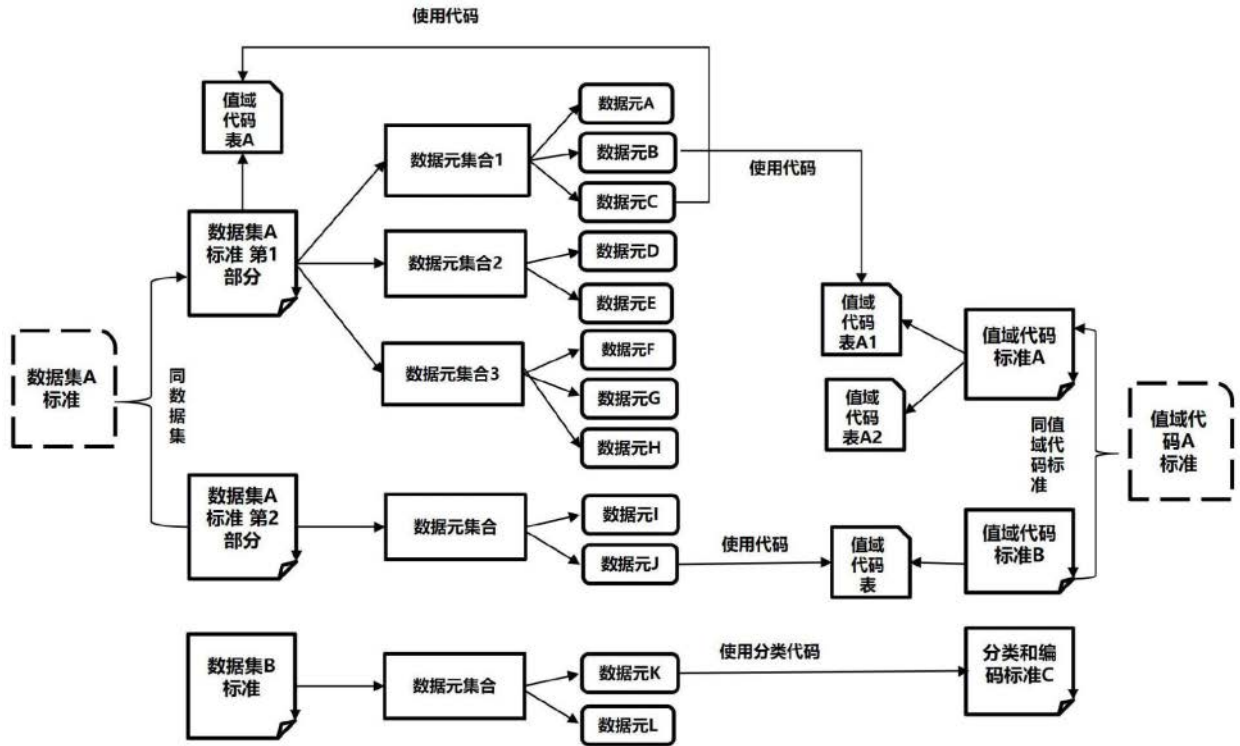 使用代码
值域
代码
表A
数据元A
数据元集合1
数据元B
使用代码
数据元C
数据集A
标准 第1
部分
数据元集合2
数据元D
数据元E
值域
代码
表A1
值域代码
标准A
数据元F
数据元集合3
数据元G
数据元H
数据集A
标准
同
数
据
集
值域
代码
表A2
同值
域代
码标
准
值域代
码A
标准
数据集A
标准 第2
部分
数据元集合
数据元I
数据元J
使用代码
值域
代码
表
值域代码
标准B
数据集B
标准
数据元集合
数据元K
使用分类代码
分类和编
码标准C
数据元L